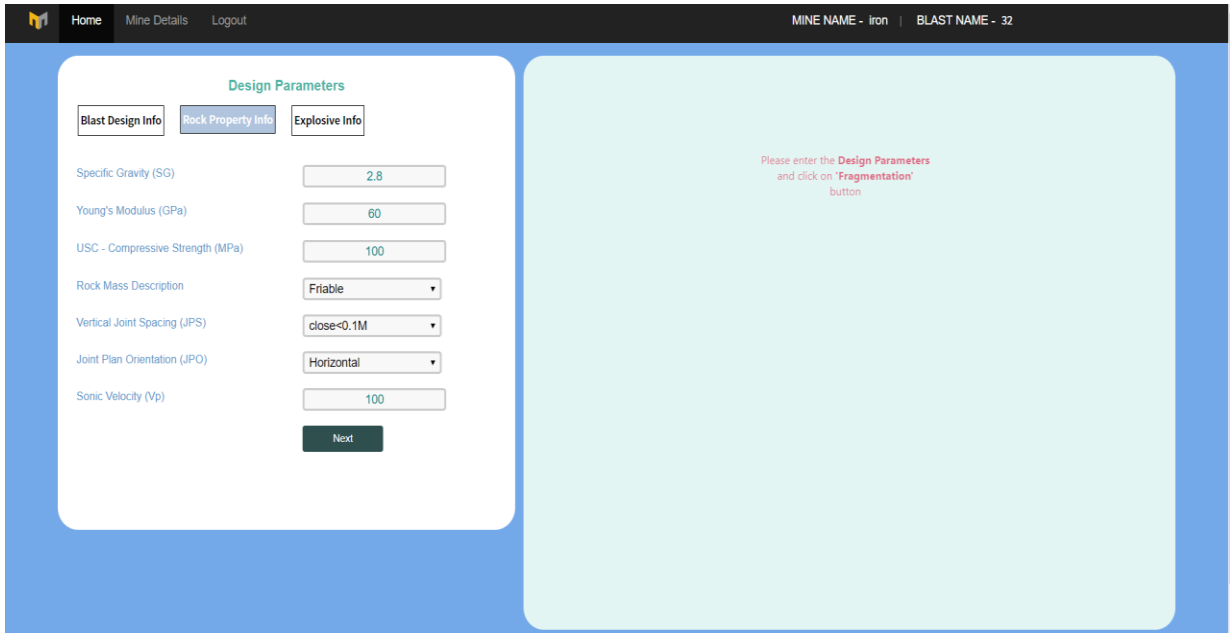 Home Mine Details Logout MINE NAME - iron | BLAST NAME - 32
Design Parameters
Blast Design Info Rock Property Info Explosive Info
Specific Gravity (SG) 2.8
Young's Modulus (GPa) 60
USC - Compressive Strength (MPa) 100
Rock Mass Description Friable
Vertical Joint Spacing (JPS) close<0.1M
Joint Plan Orientation (JPO) Horizontal
Sonic Velocity (Vp) 100
Next
Please enter the Design Parameters
and click on 'Fragmentation'
button